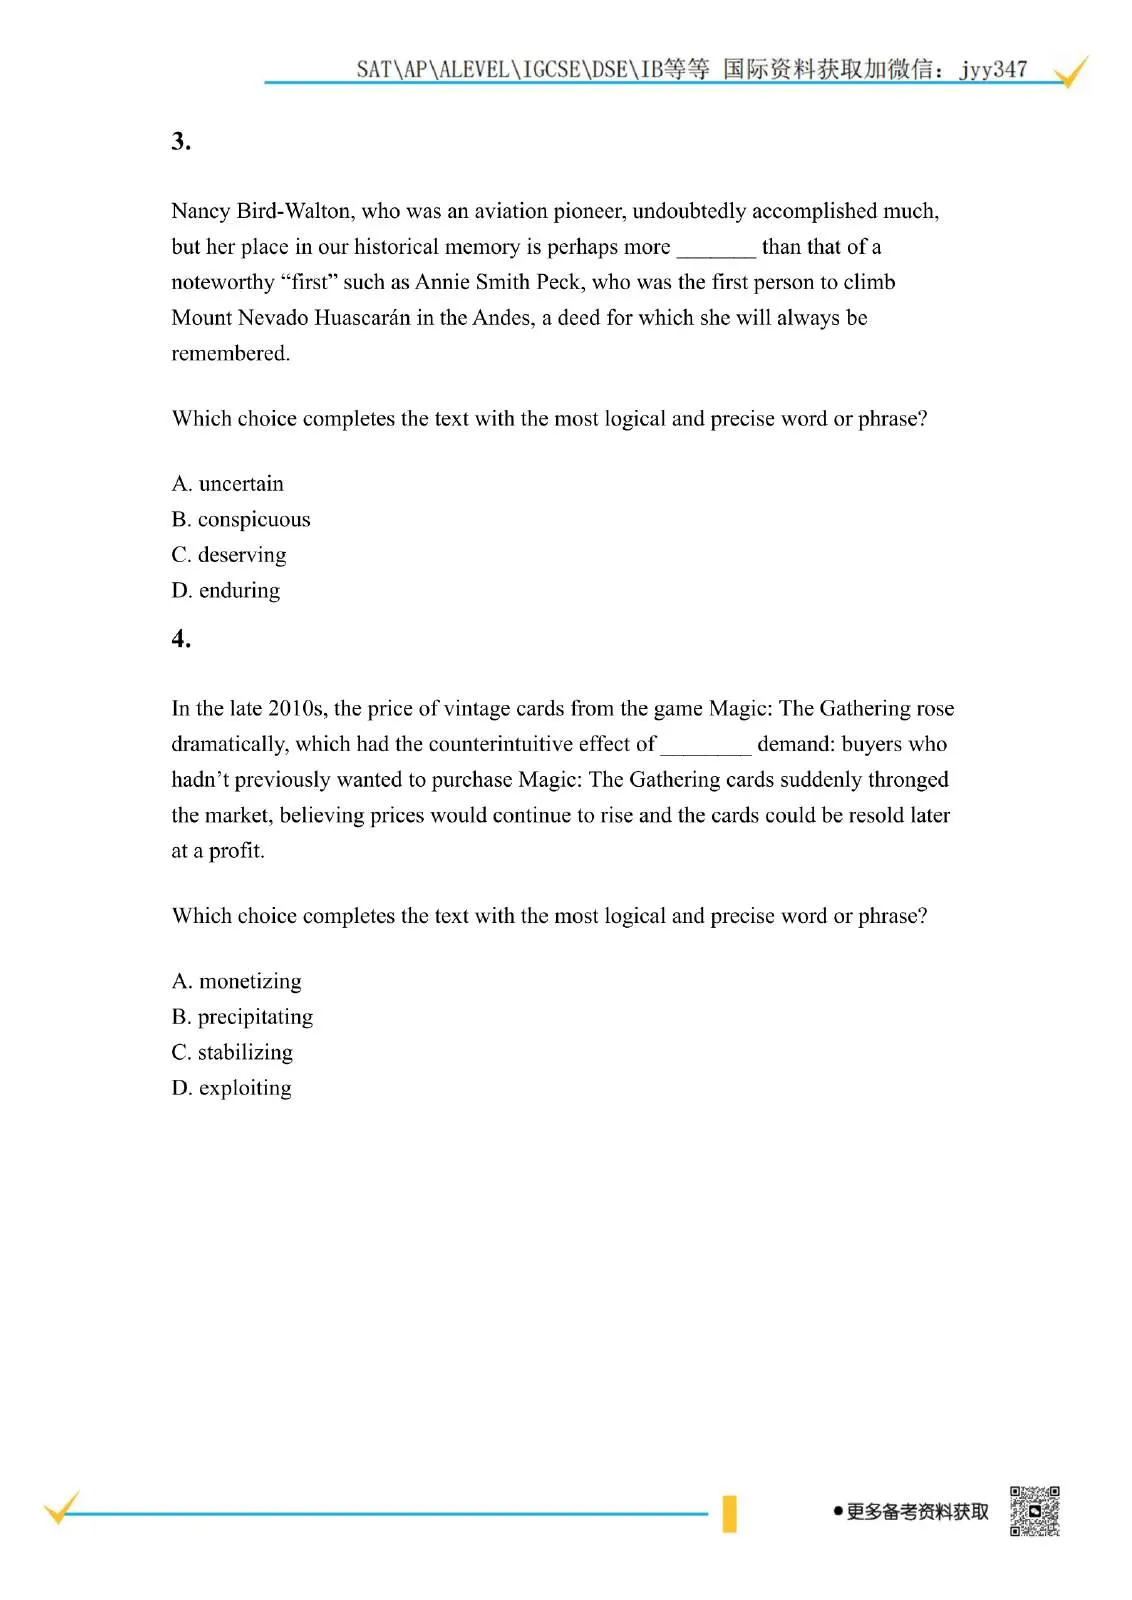 SAT\AP\ALEVEL\IGCSE\DSE\IB等等 国际资料获取加微信：jyy347
3.
Nancy Bird-Walton, who was an aviation pioneer, undoubtedly accomplished much,
but her place in our historical memory is perhaps more _______ than that of a
noteworthy “first” such as Annie Smith Peck, who was the first person to climb
Mount Nevado Huascarán in the Andes, a deed for which she will always be
remembered.
Which choice completes the text with the most logical and precise word or phrase?
A. uncertain
B. conspicuous
C. deserving
D. enduring
4.
In the late 2010s, the price of vintage cards from the game Magic: The Gathering rose
dramatically, which had the counterintuitive effect of ________ demand: buyers who
hadn’t previously wanted to purchase Magic: The Gathering cards suddenly thronged
the market, believing prices would continue to rise and the cards could be resold later
at a profit.
Which choice completes the text with the most logical and precise word or phrase?
A. monetizing
B. precipitating
C. stabilizing
D. exploiting
●更多备考资料获取